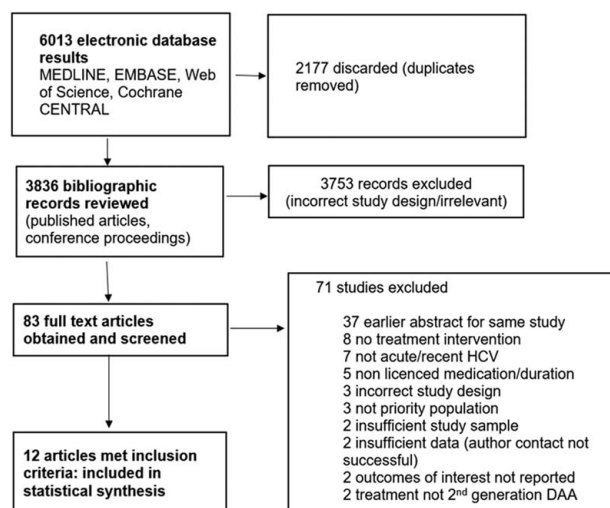 6013 electronic database
results
MEDLINE, EMBASE, Web
of Science, Cochrane
CENTRAL
2177 discarded (duplicates
removed)
3836 bibliographic
records reviewed
(published articles,
conference proceedings)
3753 records excluded
(incorrect study design/irrelevant)
83 full text articles
obtained and screened
71 studies excluded
37 earlier abstract for same study
8 no treatment intervention
7 not acute/recent HCV
5 non licenced medication/duration
3 incorrect study design
3 not priority population
2 insufficient study sample
2 insufficient data (author contact not
successful)
2 outcomes of interest not reported
2 treatment not 2nd generation DAA
12 articles met inclusion
criteria: included in
statistical synthesis